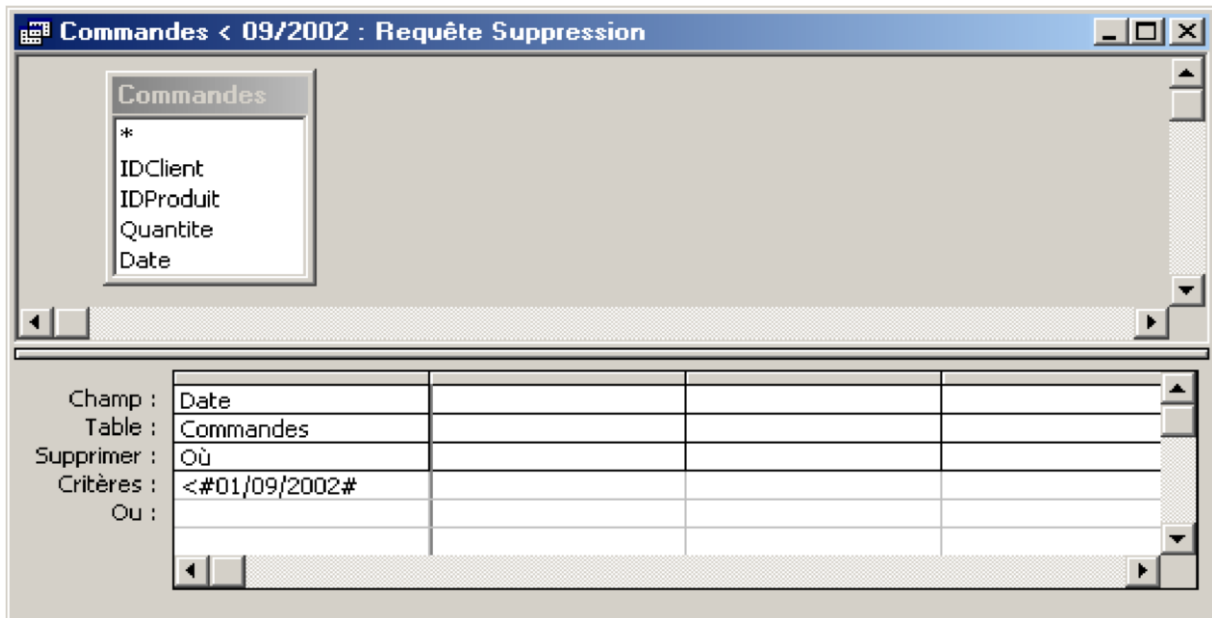 Commandes < 09/2002 : Requête Suppression
Commandes
*
IDClient
IDProduit
Quantite
Date
Champ : Date
Table : Commandes
Supprimer : Où
Critères : <#01/09/2002#
Ou :